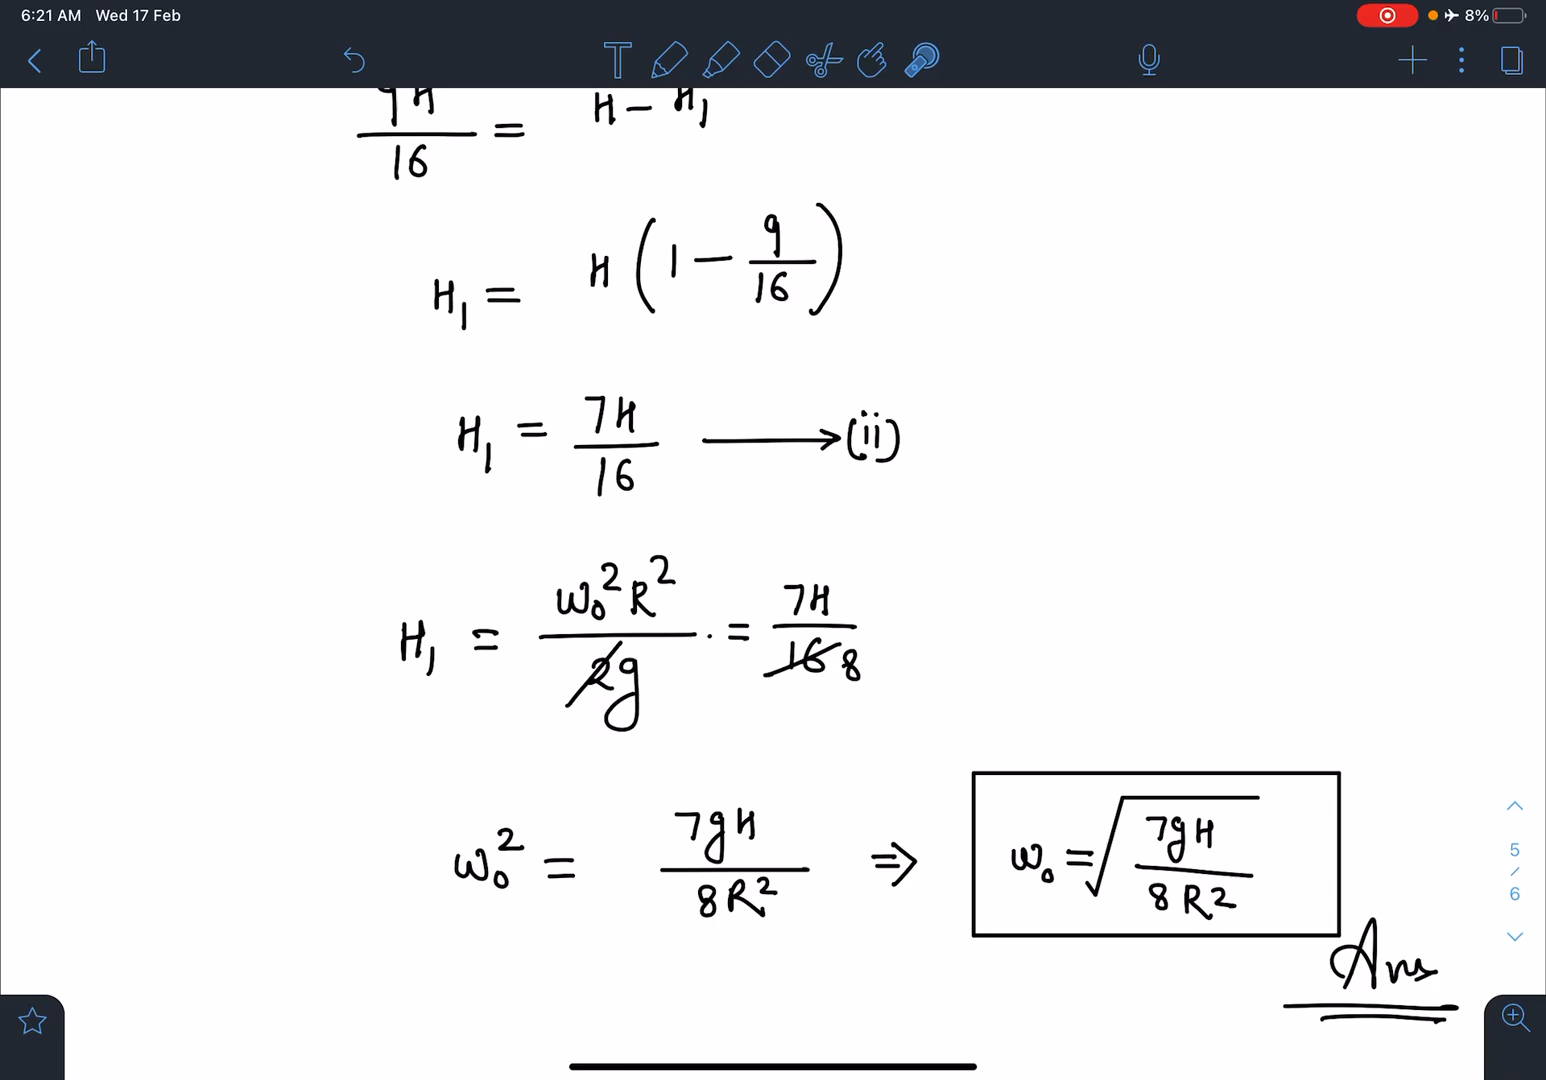 6:21 AM Wed 17 Feb 8%
9H/16 = H - H₁
H₁ = H(1 - 9/16)
H₁ = 7H/16 ⟶ (ii)
H₁ = ω₀²R²/2g . = 7H/16 8
ω₀² = 7gH/8R² ⇒ ω₀ = √(7gH/8R²)
Ans
5
/
6